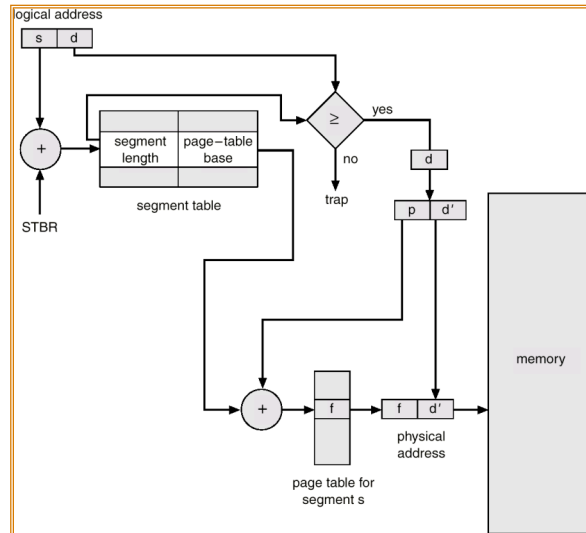 logical address
s d
≥
yes
no
trap
+
STBR
segment length
page–table base
segment table
d
p d′
memory
+
f
f d′
physical
address
page table for
segment s